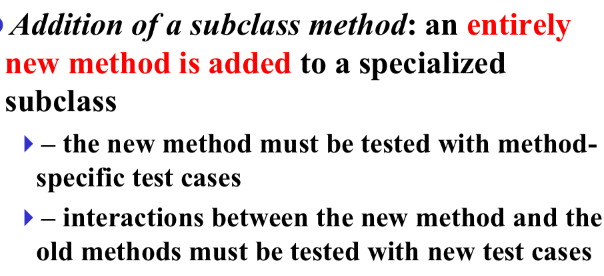 Addition of a subclass method: an entirely
new method is added to a specialized
subclass
– the new method must be tested with method-
specific test cases
– interactions between the new method and the
old methods must be tested with new test cases